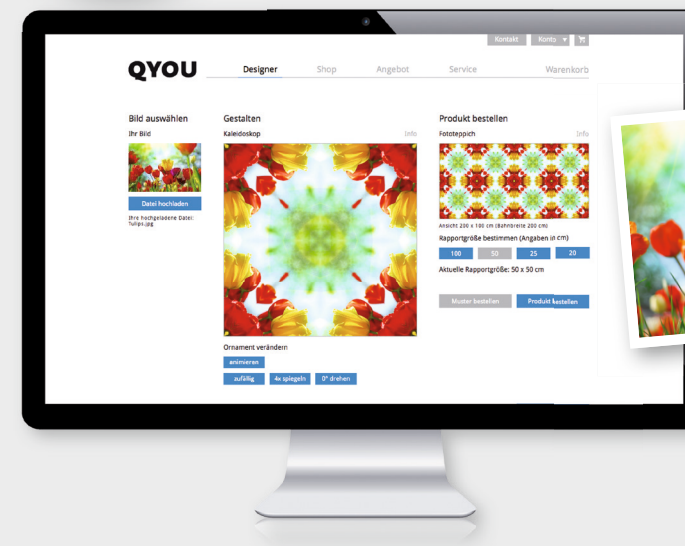 Kontakt Konto
QYOU Designer Shop Angebot Service Warenkorb
Bild auswählen
Ihr Bild
Datei hochladen
Ihre hochgeladene Datei:
Tulips.jpg
Gestalten
Kaleidoskop Info
Ornament verändern
animieren
zufällig 4x spiegeln 0° drehen
Produkt bestellen
Fototeppich Info
Ansicht 200 x 100 cm (Bahnbreite 200 cm)
Rapportgröße bestimmen (Angaben in cm)
100 50 25 20
Aktuelle Rapportgröße: 50 x 50 cm
Muster bestellen Produkt bestellen